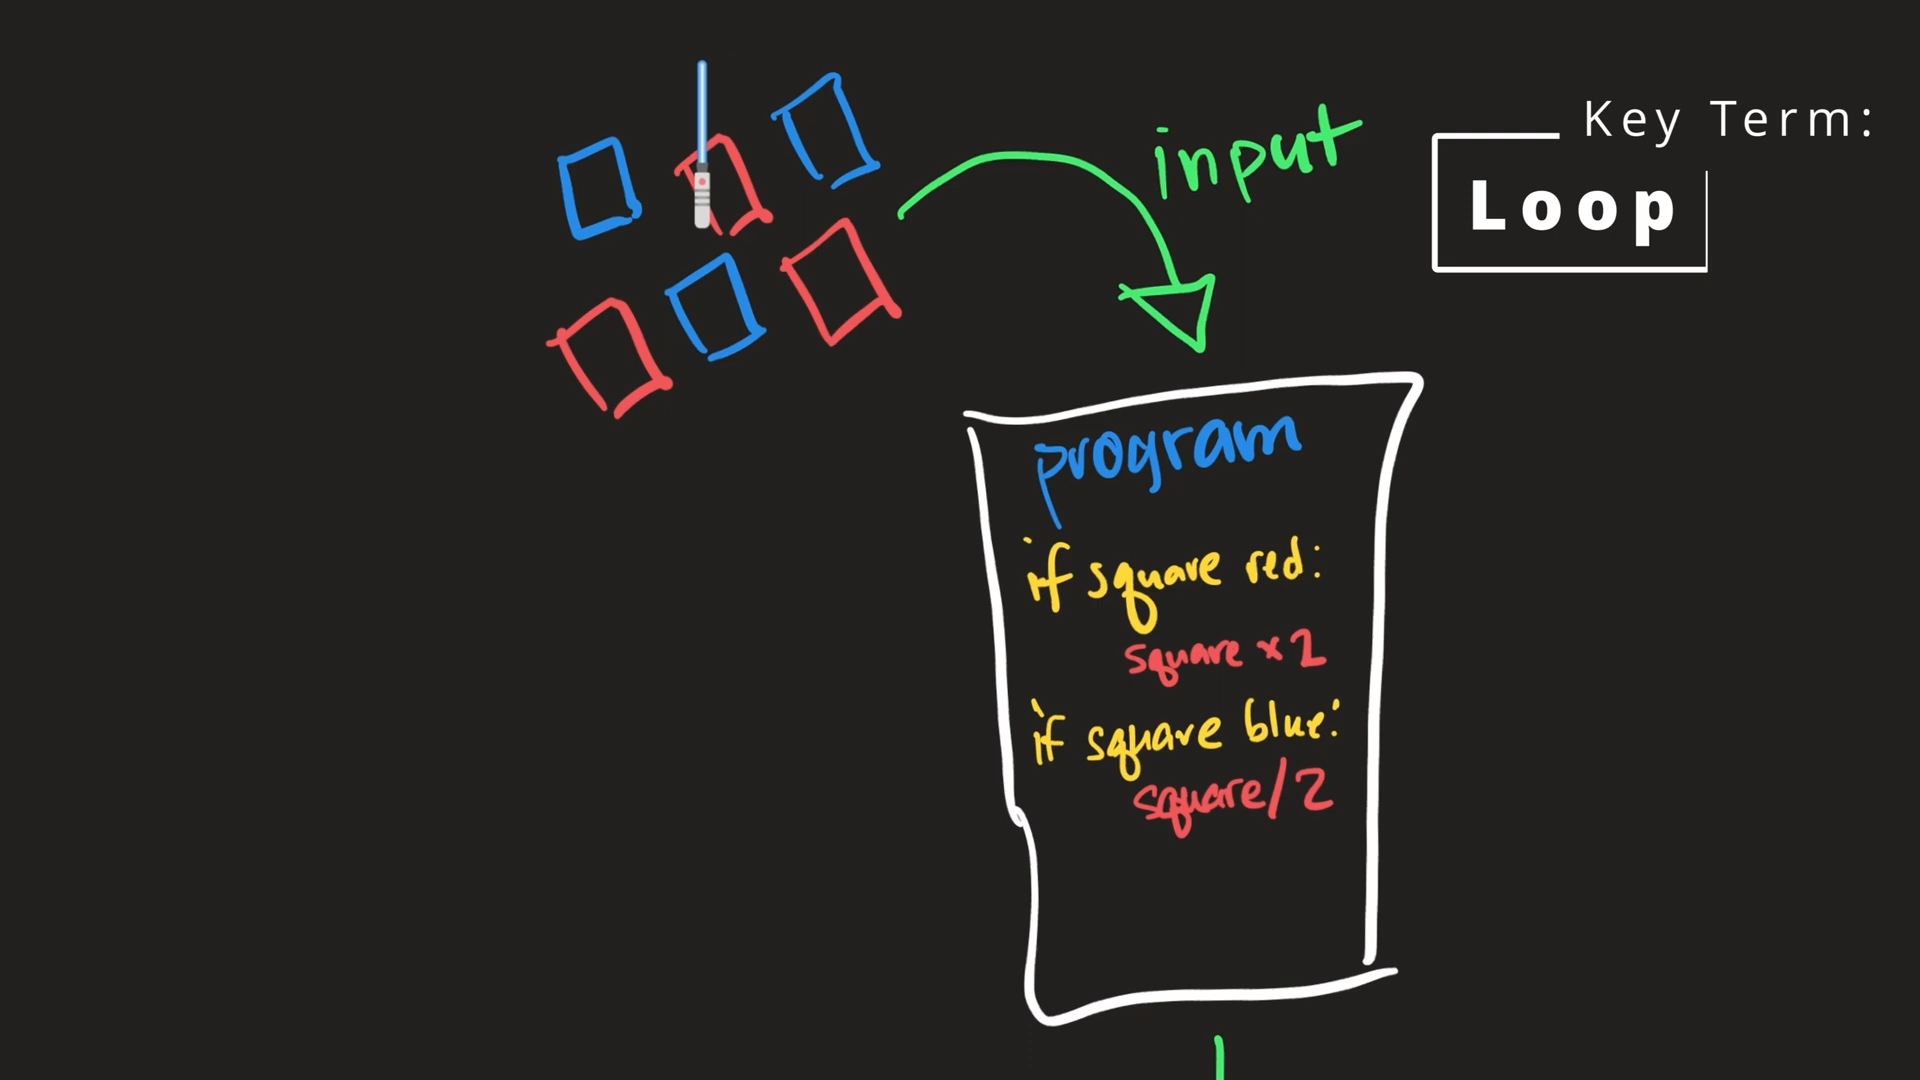 input
Key Term:
Loop
program
if square red:
square x 2
if square blue:
square/2